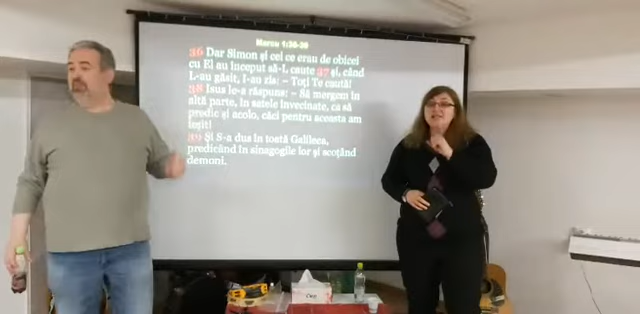 Marcu 1:36-39
36 Dar Simon și cei ce erau de obicei
cu El au început să-L caute 37 și, când
L-au găsit, I-au zis: – Toți Te caută!
38 Isus le-a răspuns: – Să mergem în
altă parte, în satele învecinate, ca să
predic și acolo, căci pentru aceasta am
ieșit!
39 Și S-a dus în toată Galileea,
predicând în sinagogile lor și scoțând
demoni.